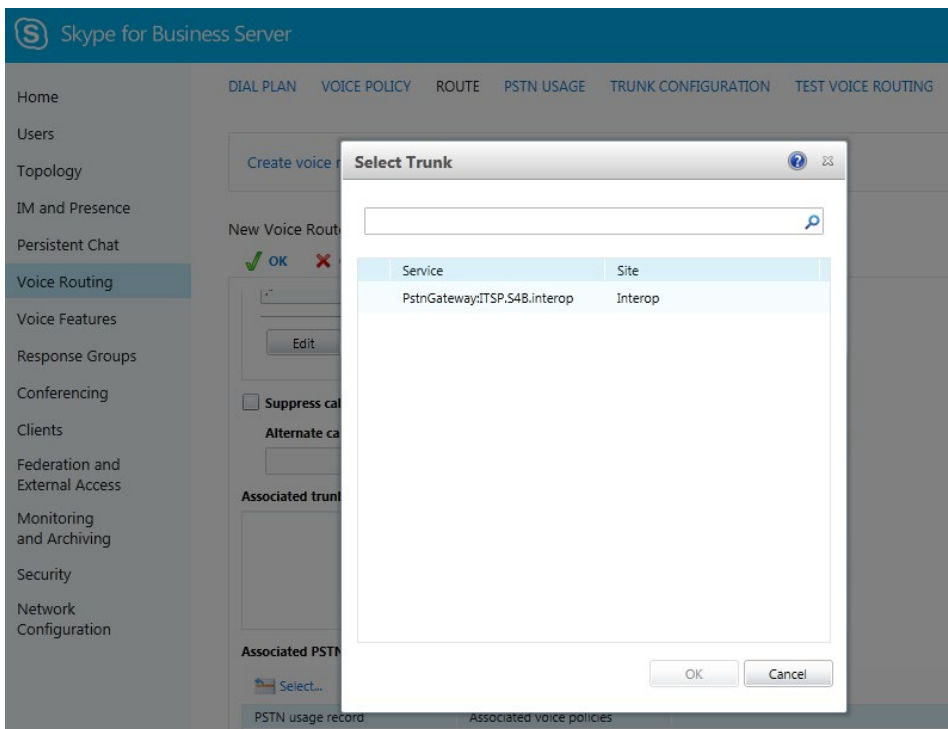 Skype for Business Server
Home
Users
Topology
IM and Presence
Persistent Chat
Voice Routing
Voice Features
Response Groups
Conferencing
Clients
Federation and
External Access
Monitoring
and Archiving
Security
Network
Configuration
DIAL PLAN VOICE POLICY ROUTE PSTN USAGE TRUNK CONFIGURATION TEST VOICE ROUTING
Create voice r
New Voice Rout
OK
Edit
Suppress cal
Alternate ca
Associated trunk
Associated PSTN
Select...
PSTN usage record Associated voice policies
Select Trunk
Service Site
PstnGateway:ITSP.S4B.interop Interop
OK Cancel